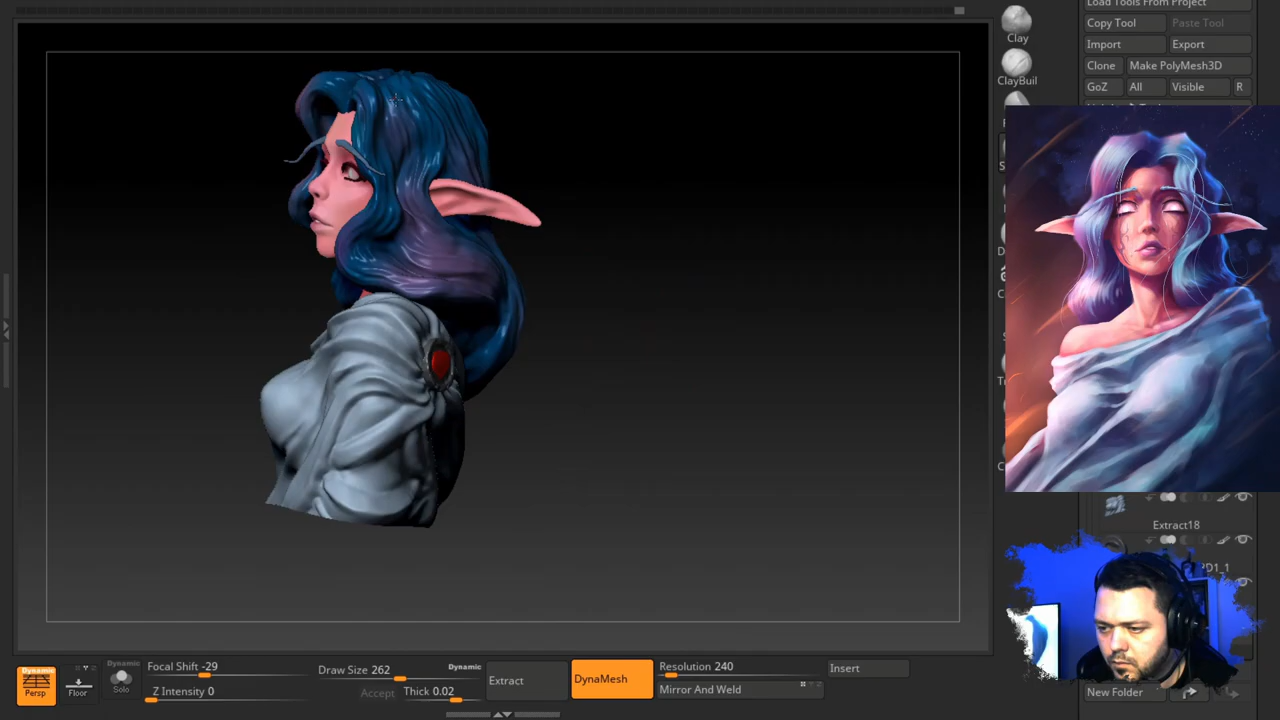 Load Tools From Project
Copy Tool Paste Tool
Import Export
Clone Make PolyMesh3D
GoZ All Visible R
Clay
ClayBuil
Extract18
PD1_1
New Folder
Dynamic
Persp
Floor
Dynamic
Solo
Focal Shift -29
Z Intensity 0
Draw Size 262
Dynamic
Accept Thick 0.02
Extract
DynaMesh
Resolution 240
Mirror And Weld
Insert